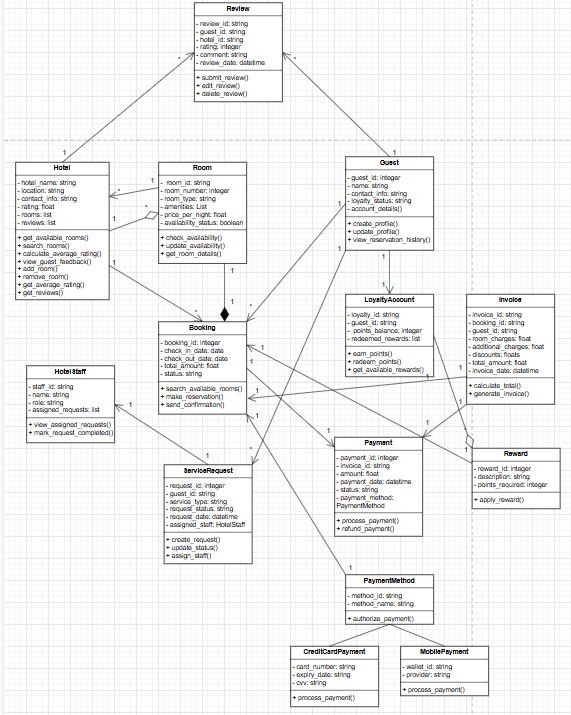 Review
- review_id: string
- guest_id: string
- hotel_id: string
- rating: integer
- comment: string
- review_date: datetime
+ submit_review()
+ edit_review()
+ delete_review()
*
*
1
1
Hotel
- hotel_name: string
- location: string
- contact_info: string
- rating: float
- rooms: list
- reviews: list
+ get_available_rooms()
+ search_rooms()
+ calculate_average_rating()
+ view_guest_feedback()
+ add_room()
+ remove_room()
+ get_average_rating()
+ get_reviews()
1
*
1
*
1
*
Room
- room_id: string
- room_number: integer
- room_type: string
- amenities: List
- price_per_night: float
- availability_status: boolean
+ check_availability()
+ update_availability()
+ get_room_details()
1
1
Guest
- guest_id: integer
- name: string
- contact_info: string
- loyalty_status: string
- account_details()
+ create_profile()
+ update_profile()
+ view_reservation_history()
1
1
1
1
*
LoyaltyAccount
- loyalty_id: string
- guest_id: string
- points_balance: integer
- redeemed_rewards: list
+ earn_points()
+ redeem_points()
+ get_available_rewards()
1
*
Invoice
- invoice_id: string
- booking_id: string
- guest_id: string
- room_charges: float
- additional_charges: float
- discounts: floats
- total_amount: float
- invoice_date: datetime
+ calculate_total()
+ generate_invoice()
1
1
Booking
- booking_id: integer
- check_in_date: date
- check_out_date: date
- total_amount: float
- status: string
+ search_available_rooms()
+ make_reservation()
+ send_confirmation()
1
1
1
1
HotelStaff
- staff_id: string
- name: string
- role: string
- assigned_requests: list
+ view_assigned_requests()
+ mark_request_completed()
1
1
*
ServiceRequest
- request_id: integer
- guest_id: string
- service_type: string
- request_status: string
- request_date: datetime
- assigned_staff: HotelStaff
+ create_request()
+ update_status()
+ assign_staff()
1
1
Payment
- payment_id: integer
- invoice_id: string
- amount: float
- payment_date: datetime
- status: string
- payment_method:
PaymentMethod
+ process_payment()
+ refund_payment()
1
1
Reward
- reward_id: integer
- description: string
- points_required: integer
+ apply_reward()
1
PaymentMethod
- method_id: string
- method_name: string
+ authorize_payment()
CreditCardPayment
- card_number: string
- expiry_date: string
- cvv: string
+ process_payment()
MobilePayment
- wallet_id: string
- provider: string
+ process_payment()